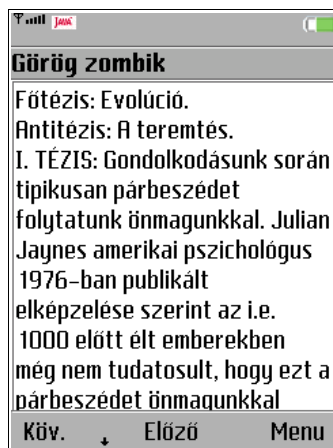 JAVA
Görög zombik
Főtézis: Evolúció.
Antitézis: A teremtés.
I. TÉZIS: Gondolkodásunk során
tipikusan párbeszédet
folytatunk önmagunkkal. Julian
Jaynes amerikai pszichológus
1976-ban publikált
elképzelése szerint az i.e.
1000 előtt élt emberekben
még nem tudatosult, hogy ezt a
párbeszédet önmagunkkal
Köv. Előző Menu